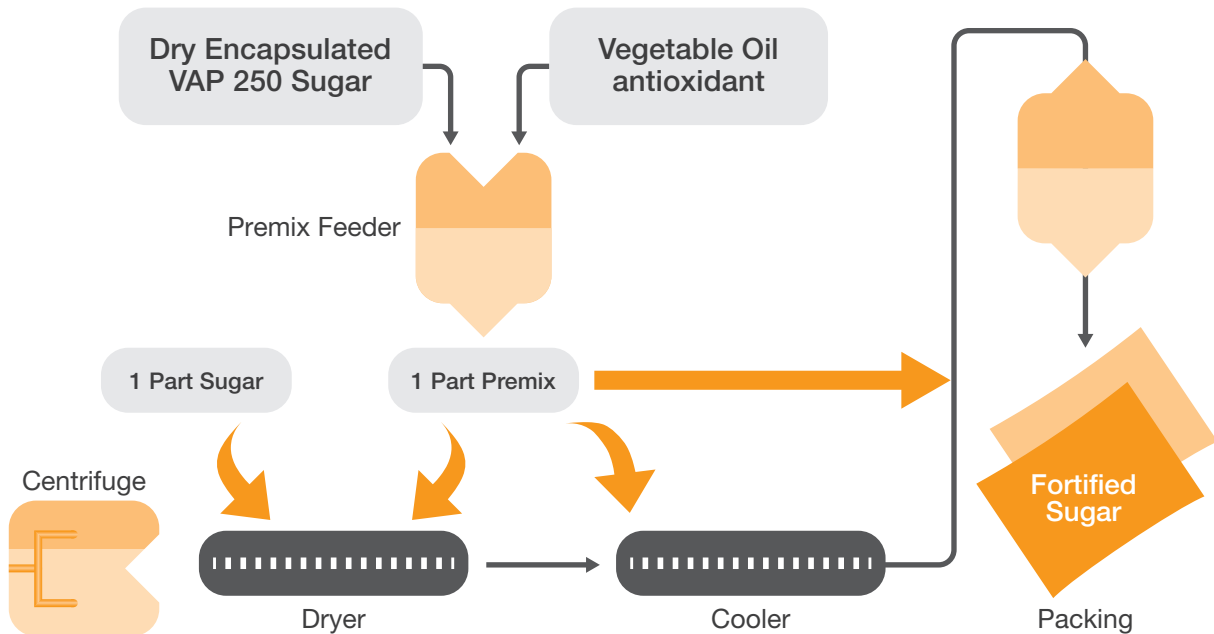 Dry Encapsulated
VAP 250 Sugar
Vegetable Oil
antioxidant
Premix Feeder
1 Part Sugar
1 Part Premix
Centrifuge
Fortified
Sugar
Dryer
Cooler
Packing